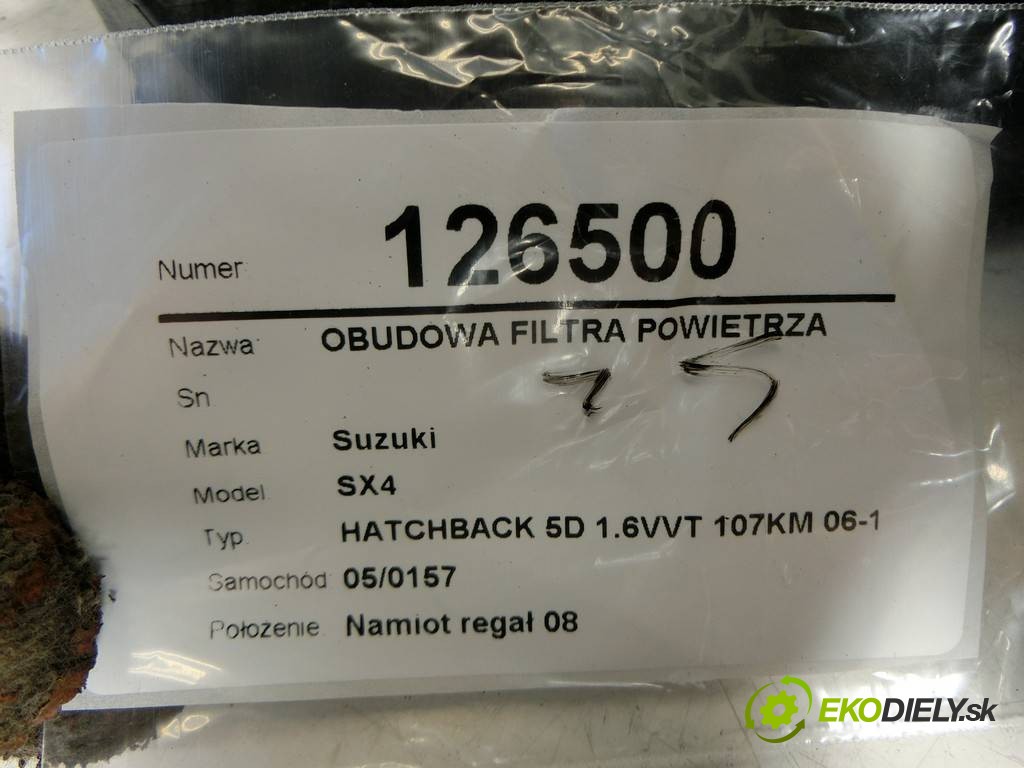 Numer 126500
Nazwa OBUDOWA FILTRA POWIETRZA
Sn
Marka Suzuki
Model SX4
Typ HATCHBACK 5D 1.6VVT 107KM 06-1
Samochód 05/0157
Położenie Namiot regał 08
EKODIELY.sk